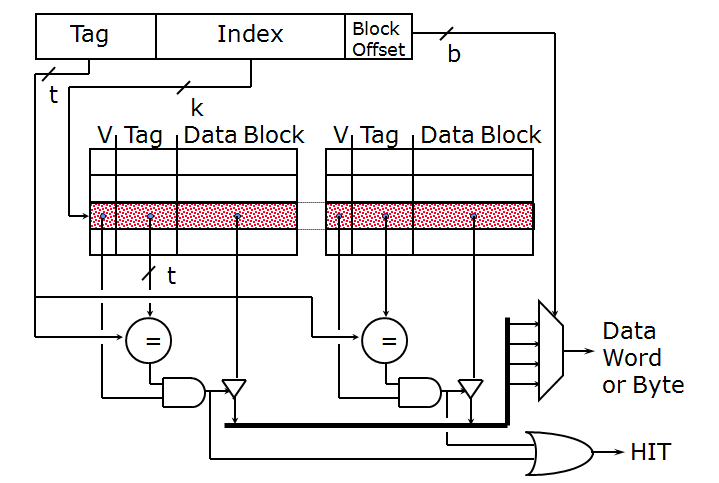 Tag
Index
Block
Offset
b
t
k
V Tag Data Block
V Tag Data Block
t
=
=
Data
Word
or Byte
HIT